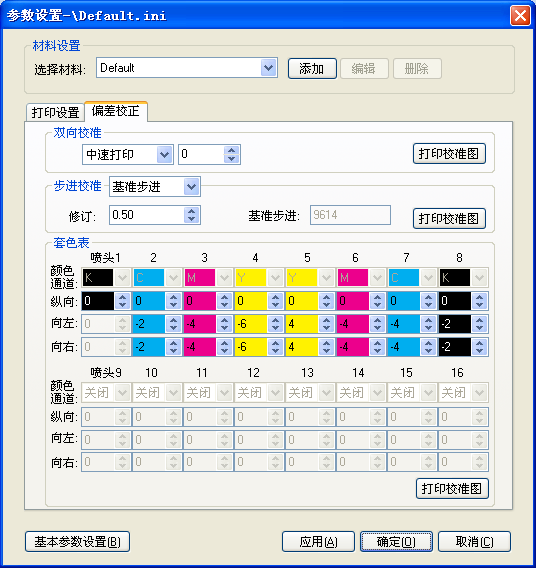 参数设置-\Default.ini
材料设置
选择材料: Default 添加 编辑 删除
打印设置 偏差校正
双向校准
中速打印 0 打印校准图
步进校准 基准步进
修订: 0.50 基准步进: 9614 打印校准图
套色表
喷头1 2 3 4 5 6 7 8
颜色通道: K C M Y Y M C K
纵向: 0 0 0 0 0 0 0 0
向左: 0 -2 -4 -6 4 -4 -4 -2
向右: 0 -2 -4 -6 4 -4 -4 -2
喷头9 10 11 12 13 14 15 16
颜色通道: 关闭 关闭 关闭 关闭 关闭 关闭 关闭 关闭
纵向: 0 0 0 0 0 0 0 0
向左: 0 0 0 0 0 0 0 0
向右: 0 0 0 0 0 0 0 0
打印校准图
基本参数设置(B) 应用(A) 确定(O) 取消(C)